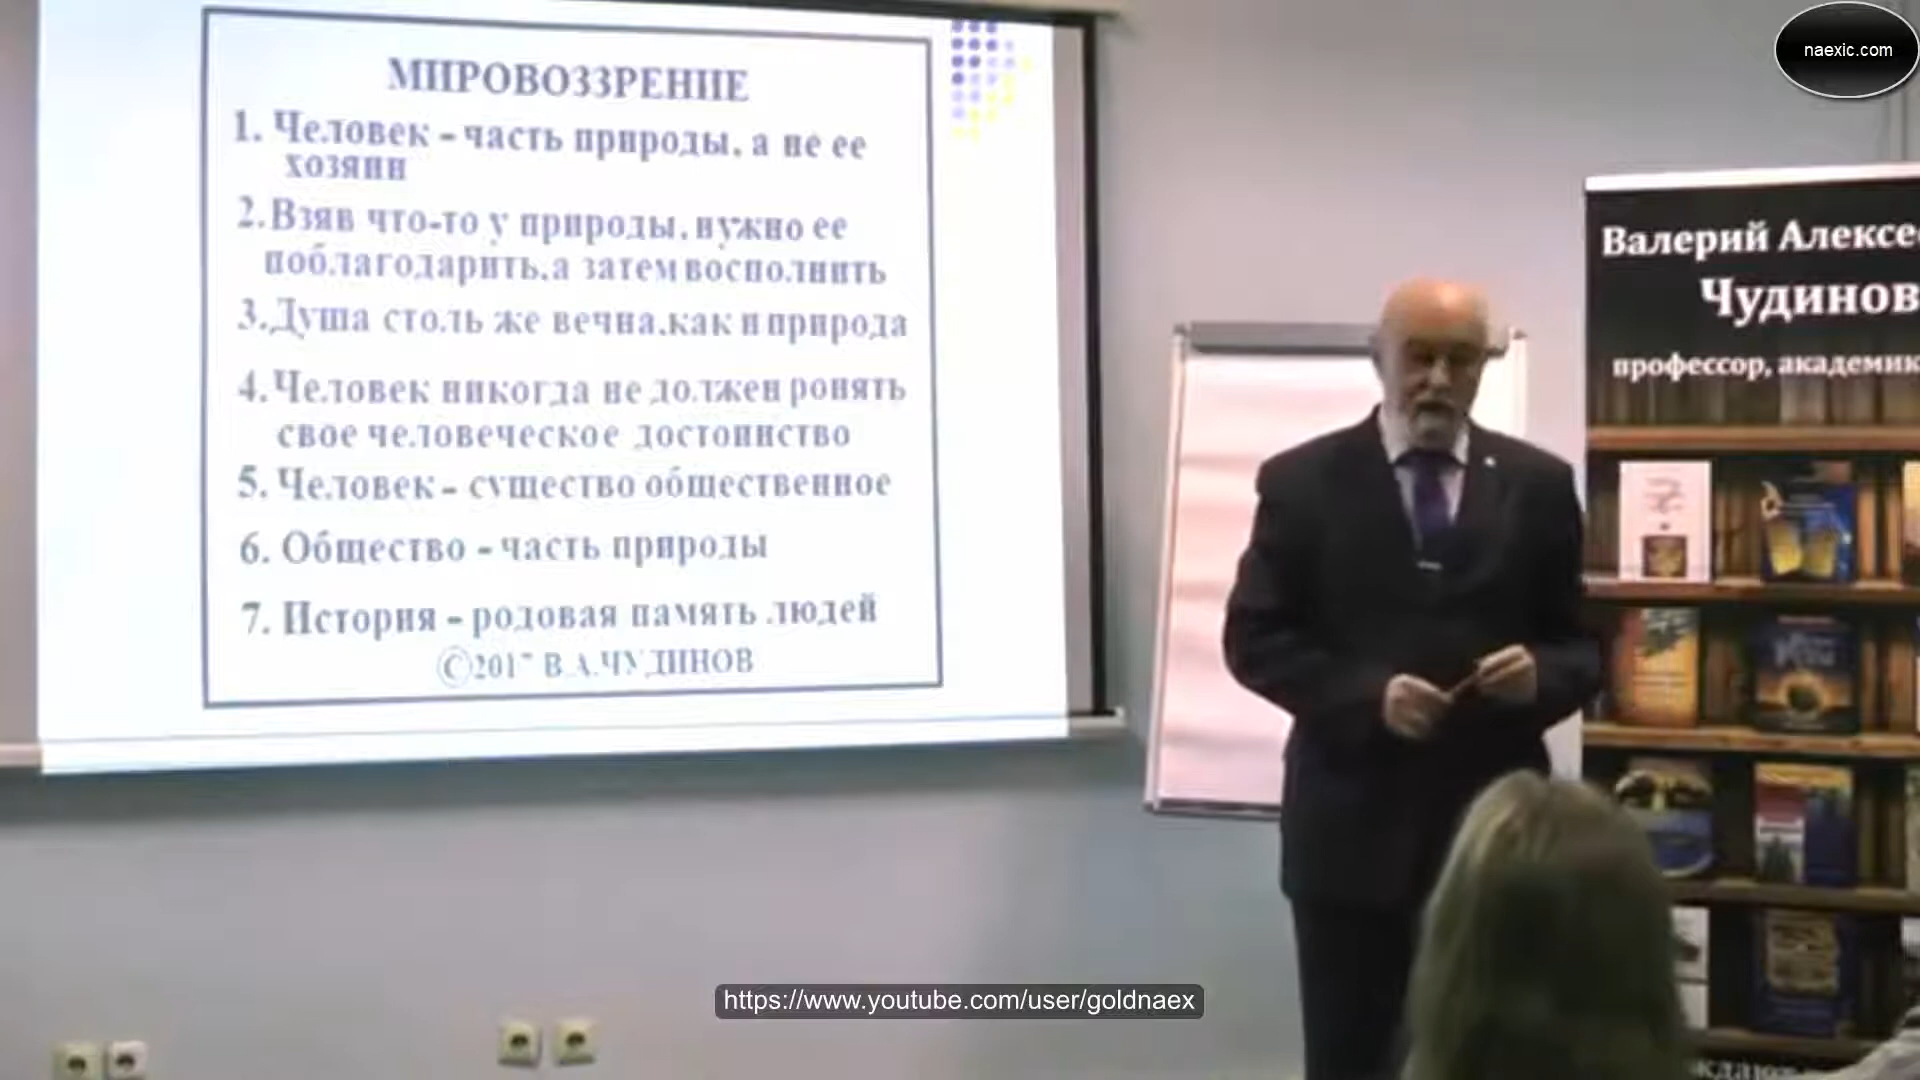 МИРОВОЗЗРЕНИЕ
1. Человек - часть природы, а не ее
хозяин
2. Взяв что-то у природы, нужно ее
поблагодарить, а затем восполнить
3. Душа столь же вечна, как и природа
4. Человек никогда не должен ронять
свое человеческое достоинство
5. Человек - существо общественное
6. Общество - часть природы
7. История - родовая память людей
©2017 В.А.ЧУДИНОВ
naexic.com
Валерий Алексе
Чудинов
профессор, академик
https://www.youtube.com/user/goldnaex